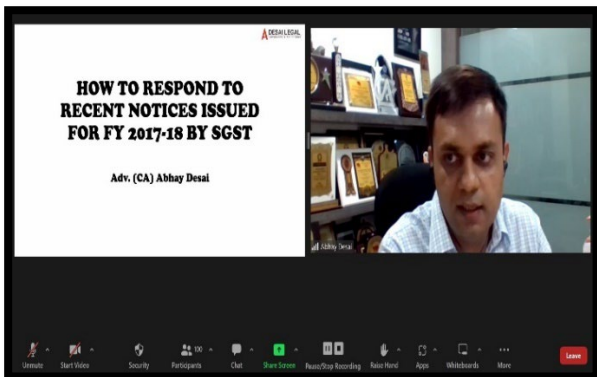 DESAI LEGAL
HOW TO RESPOND TO
RECENT NOTICES ISSUED
FOR FY 2017-18 BY SGST
Adv. (CA) Abhay Desai
Abhay Desai
Unmute
Start Video
Security
Participants
100
Chat
Share Screen
Pause/Stop Recording
Raise Hand
Apps
Whiteboards
More
Leave